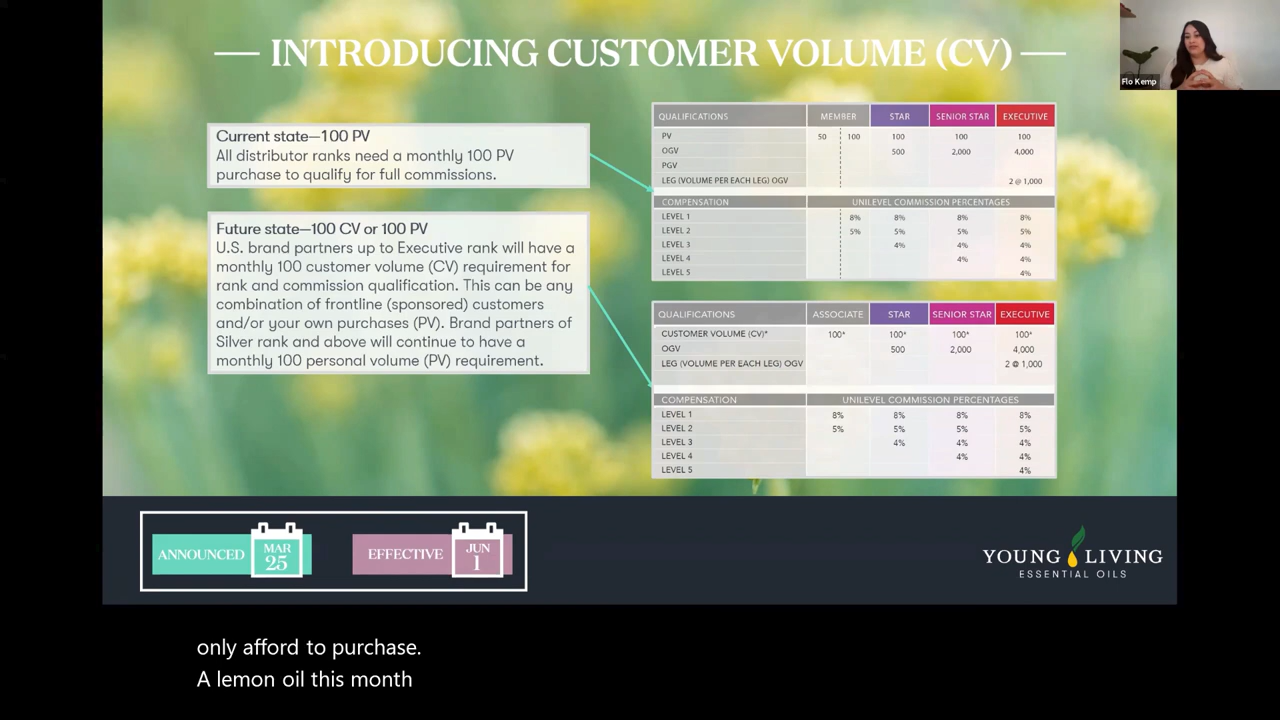 INTRODUCING CUSTOMER VOLUME (CV)
Flo Kemp
Current state—100 PV
All distributor ranks need a monthly 100 PV
purchase to qualify for full commissions.
Future state—100 CV or 100 PV
U.S. brand partners up to Executive rank will have a
monthly 100 customer volume (CV) requirement for
rank and commission qualification. This can be any
combination of frontline (sponsored) customers
and/or your own purchases (PV). Brand partners of
Silver rank and above will continue to have a
monthly 100 personal volume (PV) requirement.
QUALIFICATIONS MEMBER STAR SENIOR STAR EXECUTIVE
PV 50 100 100 100 100
OGV 500 2,000 4,000
PGV
LEG (VOLUME PER EACH LEG) OGV 2 @ 1,000
COMPENSATION UNILEVEL COMMISSION PERCENTAGES
LEVEL 1 8% 8% 8% 8%
LEVEL 2 5% 5% 5% 5%
LEVEL 3 4% 4% 4%
LEVEL 4 4% 4%
LEVEL 5 4%
QUALIFICATIONS ASSOCIATE STAR SENIOR STAR EXECUTIVE
CUSTOMER VOLUME (CV)* 100* 100* 100* 100*
OGV 500 2,000 4,000
LEG (VOLUME PER EACH LEG) OGV 2 @ 1,000
COMPENSATION UNILEVEL COMMISSION PERCENTAGES
LEVEL 1 8% 8% 8% 8%
LEVEL 2 5% 5% 5% 5%
LEVEL 3 4% 4% 4%
LEVEL 4 4% 4%
LEVEL 5 4%
ANNOUNCED MAR 25
EFFECTIVE JUN 1
YOUNG LIVING
ESSENTIAL OILS
only afford to purchase.
A lemon oil this month